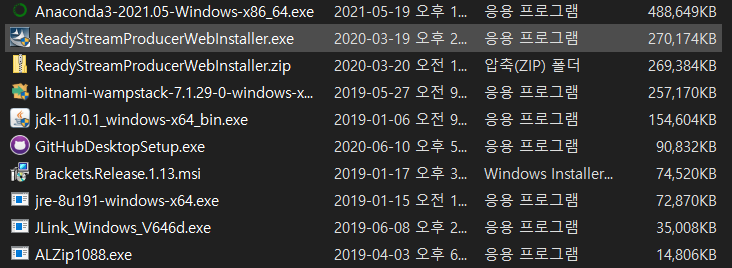 Anaconda3-2021.05-Windows-x86_64.exe 2021-05-19 오후 1... 응용 프로그램 488,649KB
ReadyStreamProducerWebInstaller.exe 2020-03-19 오후 2... 응용 프로그램 270,174KB
ReadyStreamProducerWebInstaller.zip 2020-03-20 오전 1... 압축(ZIP) 폴더 269,384KB
bitnami-wampstack-7.1.29-0-windows-x... 2019-05-27 오전 9... 응용 프로그램 257,170KB
jdk-11.0.1_windows-x64_bin.exe 2019-01-06 오전 9... 응용 프로그램 154,604KB
GitHubDesktopSetup.exe 2020-06-10 오후 5... 응용 프로그램 90,832KB
Brackets.Release.1.13.msi 2019-01-17 오후 3... Windows Installer... 74,520KB
jre-8u191-windows-x64.exe 2019-01-15 오전 1... 응용 프로그램 72,870KB
JLink_Windows_V646d.exe 2019-06-08 오후 2... 응용 프로그램 35,008KB
ALZip1088.exe 2019-04-03 오후 6... 응용 프로그램 14,806KB